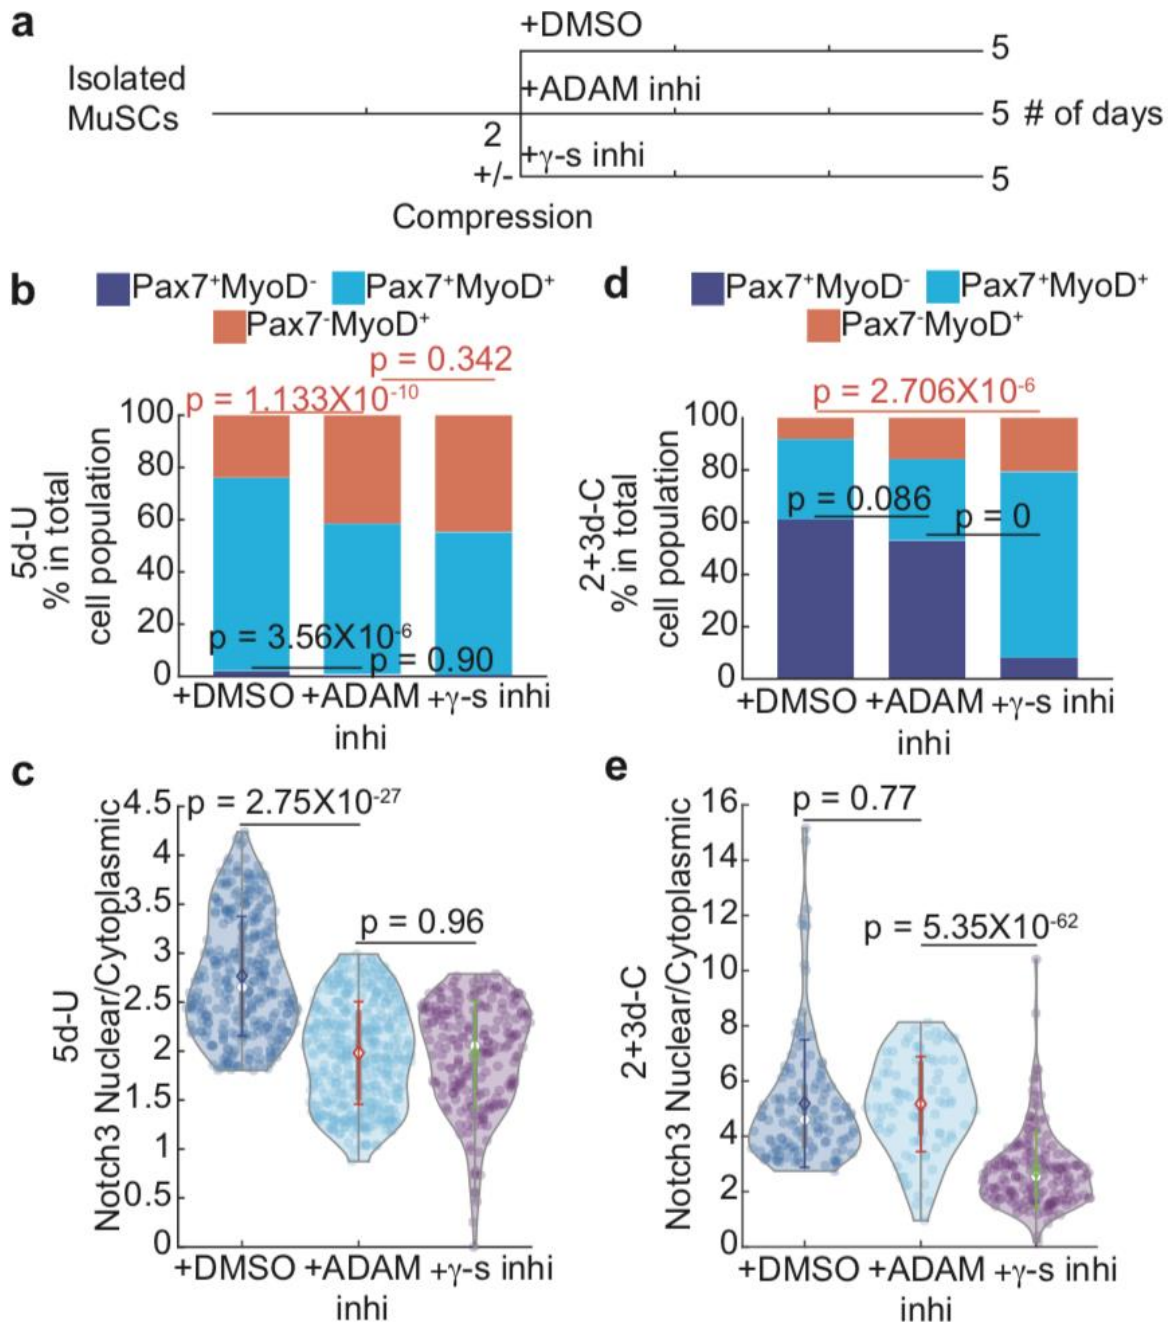 a
+DMSO
5
Isolated
MuSCs
+ADAM inhi
5 # of days
2
+γ-s inhi
+/-
5
Compression
b
Pax7⁺MyoD⁻ Pax7⁺MyoD⁺
Pax7⁻MyoD⁺
p = 0.342
p = 1.133X10⁻¹⁰
100
80
60
40
20
0
5d-U
% in total
cell population
p = 3.56X10⁻⁶
p = 0.90
+DMSO +ADAM +γ-s inhi
inhi
d
Pax7⁺MyoD⁻ Pax7⁺MyoD⁺
Pax7⁻MyoD⁺
p = 2.706X10⁻⁶
100
80
60
40
20
0
2+3d-C
% in total
cell population
p = 0.086
p = 0
+DMSO +ADAM +γ-s inhi
inhi
c
p = 2.75X10⁻²⁷
4.5
4
3.5
3
2.5
2
1.5
1
0.5
0
5d-U
Notch3 Nuclear/Cytoplasmic
p = 0.96
+DMSO +ADAM +γ-s inhi
inhi
e
p = 0.77
16
14
12
10
8
6
4
2
0
2+3d-C
Notch3 Nuclear/Cytoplasmic
p = 5.35X10⁻⁶²
+DMSO +ADAM +γ-s inhi
inhi